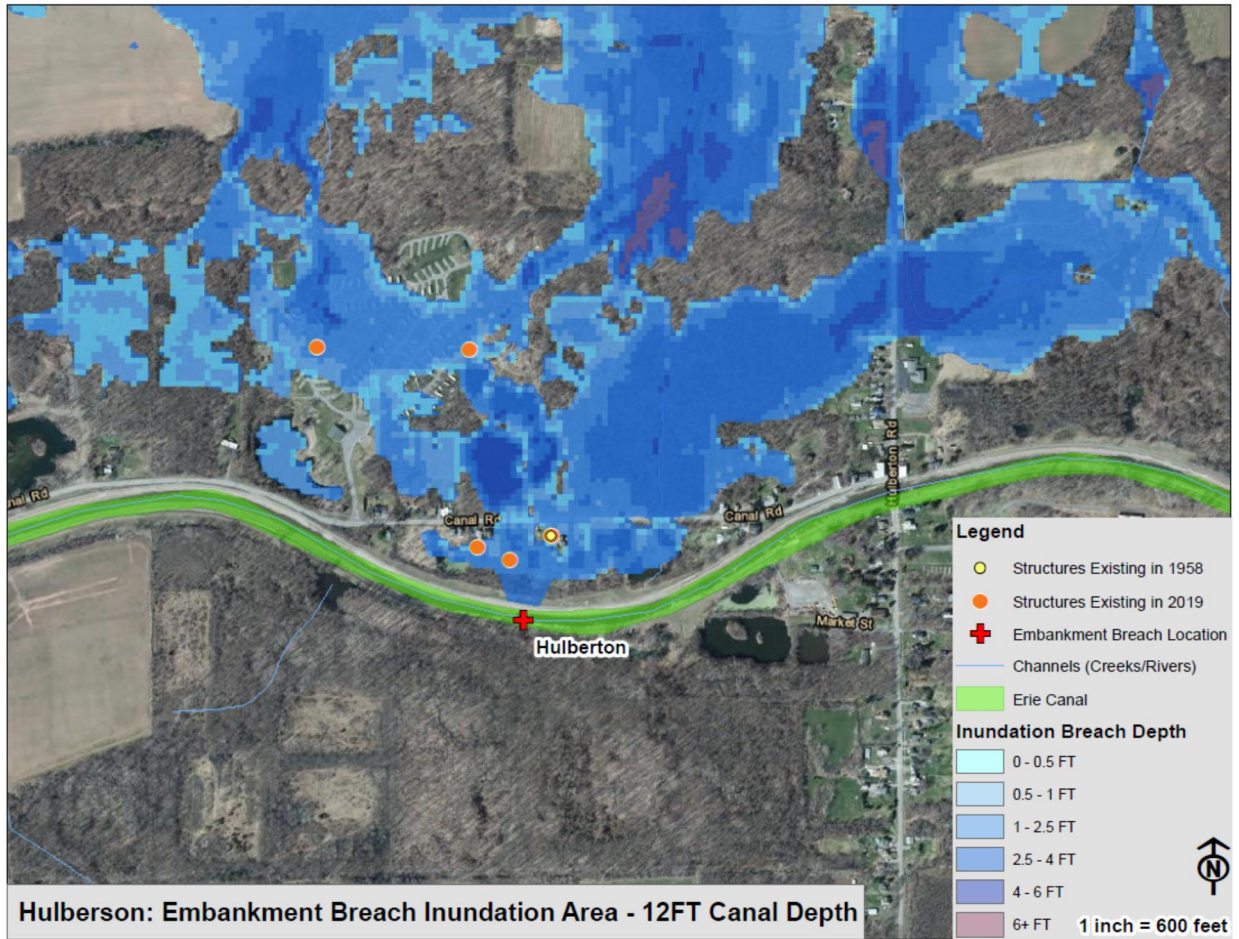 Canal Rd
Canal Rd
Hulberton Rd
nal Rd
Market St
Hulberton
Legend
Structures Existing in 1958
Structures Existing in 2019
Embankment Breach Location
Channels (Creeks/Rivers)
Erie Canal
Inundation Breach Depth
0 - 0.5 FT
0.5 - 1 FT
1 - 2.5 FT
2.5 - 4 FT
4 - 6 FT
6+ FT
N
1 inch = 600 feet
Hulberson: Embankment Breach Inundation Area - 12FT Canal Depth